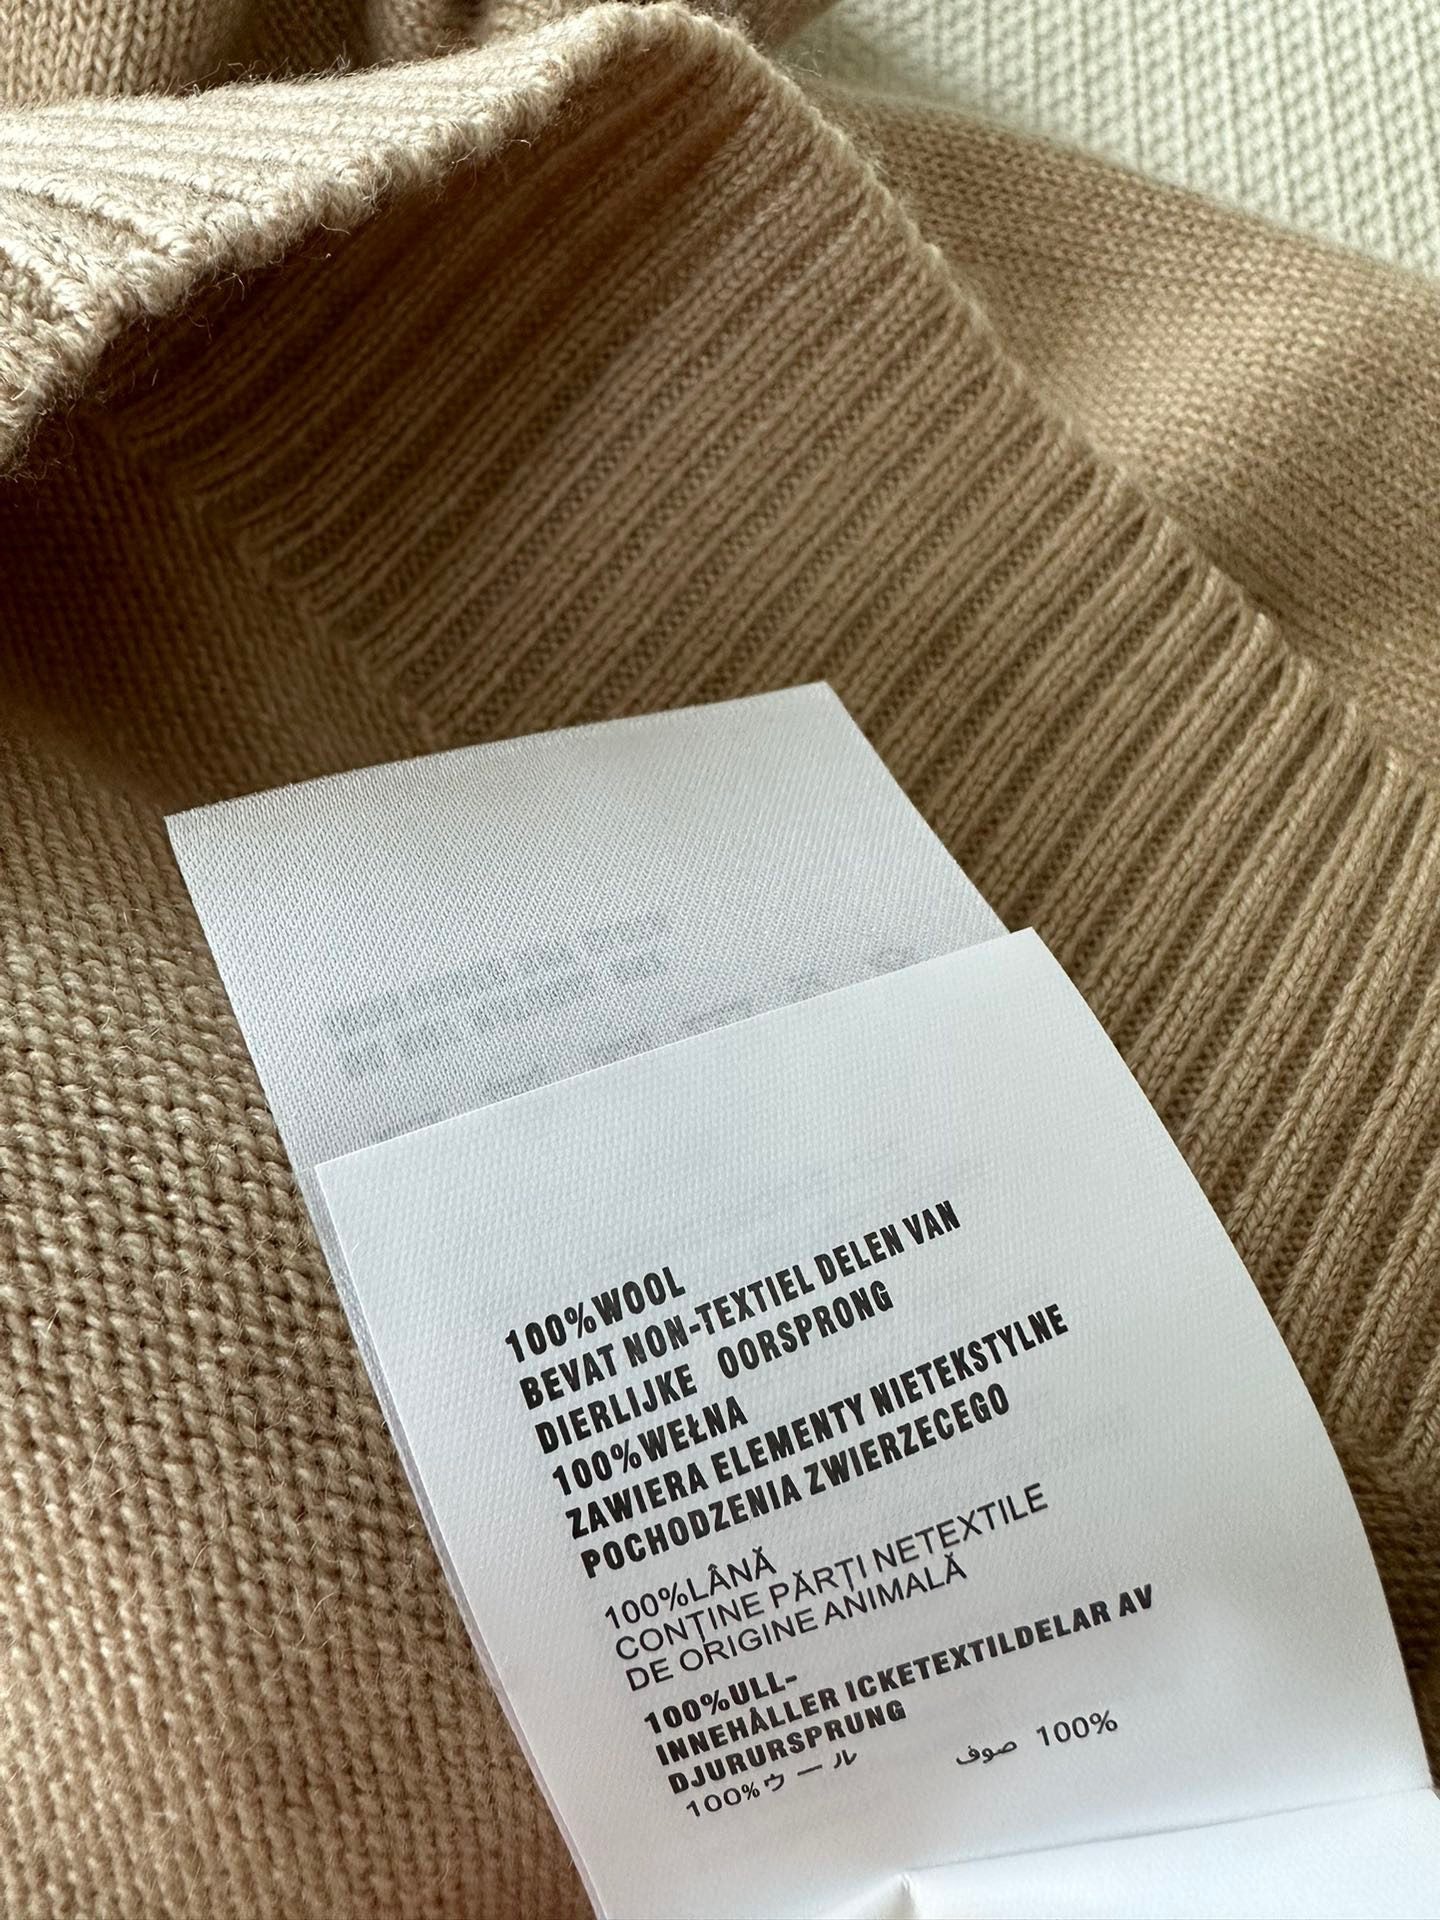 100%WOOL
BEVAT NON-TEXTIEL DELEN VAN
DIERLIJKE OORSPRONG
100%WEŁNA
ZAWIERA ELEMENTY NIETEKSTYLNE
POCHODZENIA ZWIERZECEGO
100%LÂNĂ
CONȚINE PĂRȚI NETEXTILE
DE ORIGINE ANIMALĂ
100%ULL-
INNEHÅLLER ICKETEXTILDELAR AV
DJURURSPRUNG
100%ウール
صوف 100%